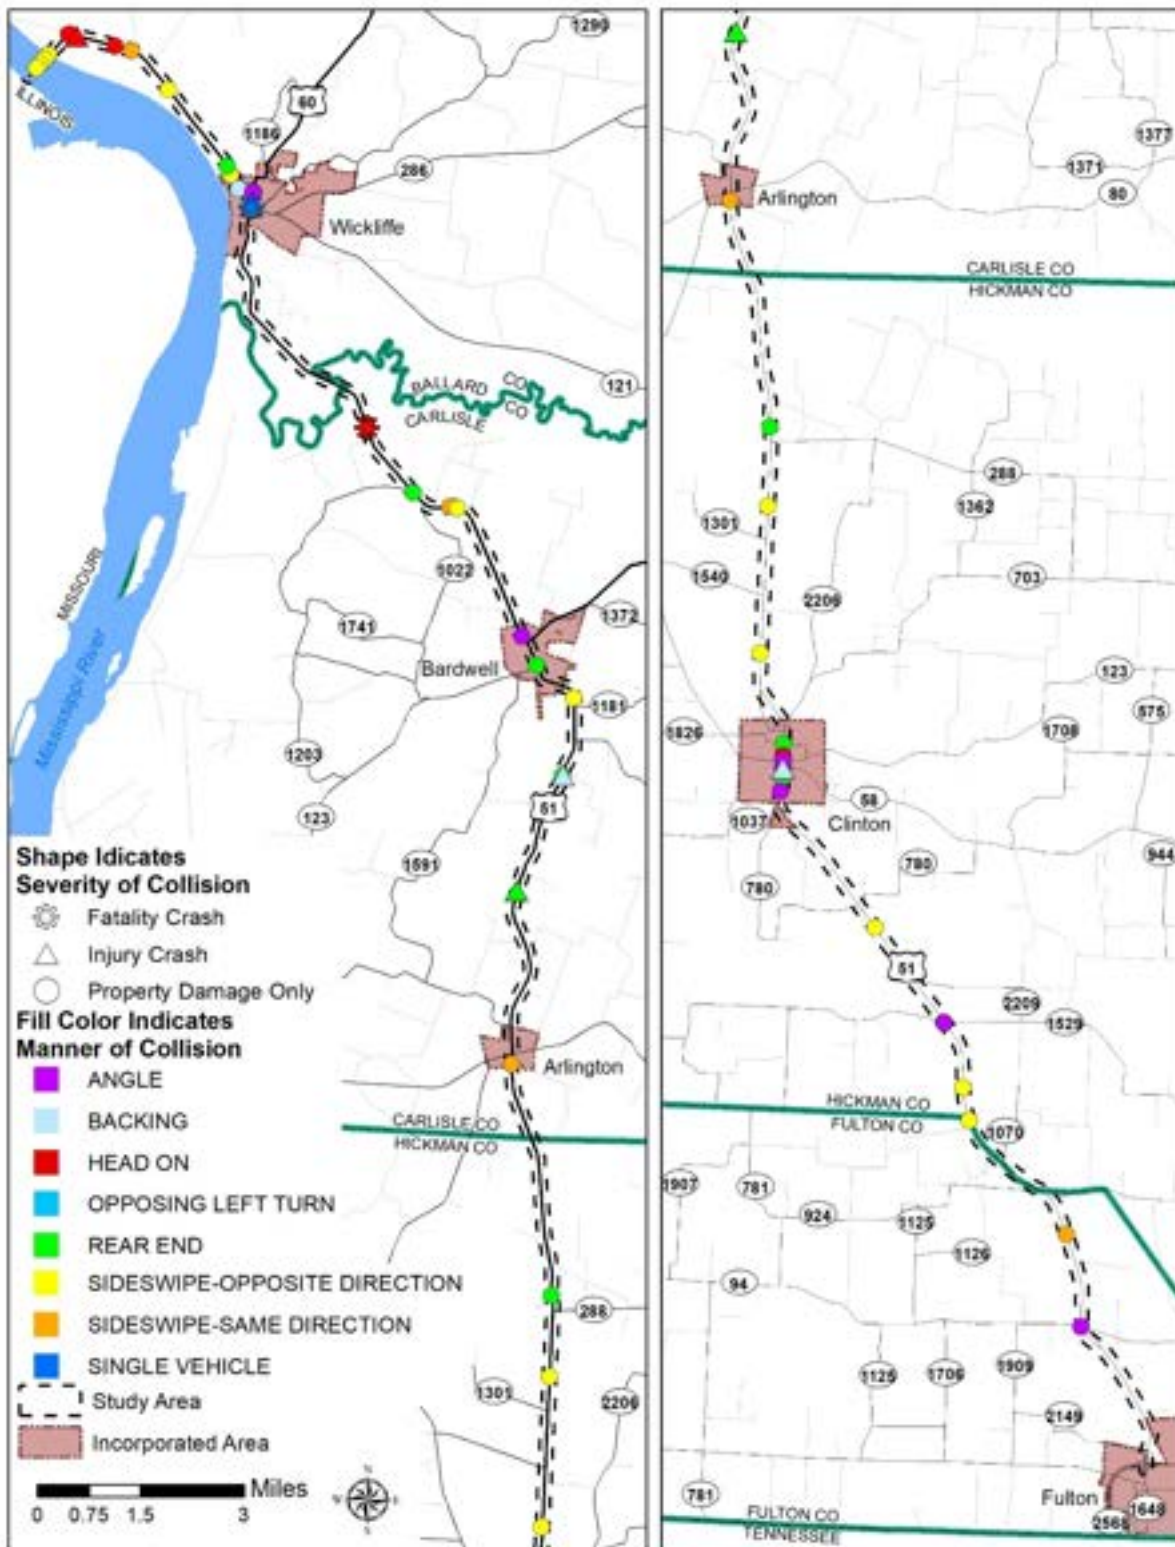 1290
60
ILLINOIS
1186
286
Wickliffe
121
BALLARD CO
CARLISLE CO
MISSOURI
Mississippi River
1022
1741
1372
Bardwell
1181
1203
123
51
1591
Arlington
CARLISLE CO
HICKMAN CO
288
1301
2206
Shape Idicates
Severity of Collision
Fatality Crash
Injury Crash
Property Damage Only
Fill Color Indicates
Manner of Collision
ANGLE
BACKING
HEAD ON
OPPOSING LEFT TURN
REAR END
SIDESWIPE-OPPOSITE DIRECTION
SIDESWIPE-SAME DIRECTION
SINGLE VEHICLE
Study Area
Incorporated Area
Miles
0 0.75 1.5 3
N
E
S
1377
1371
80
Arlington
CARLISLE CO
HICKMAN CO
288
1362
1301
1540
703
2206
123
575
1826
1708
58
1037
Clinton
780
944
780
51
2209
1529
HICKMAN CO
FULTON CO
1070
1907
781
924
1125
1126
94
1125
1706
1909
2149
781
Fulton
1648
2568
FULTON CO
TENNESSEE